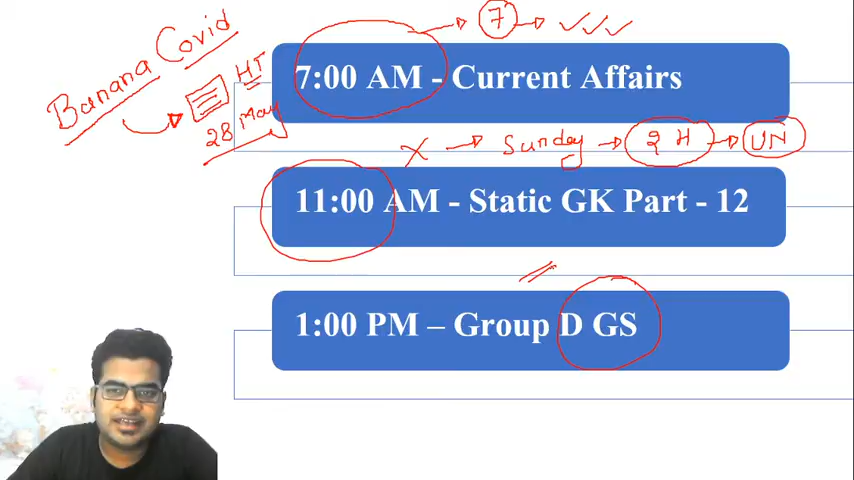 Banana Covid
HT
28 May
7
7:00 AM - Current Affairs
X Sunday 2 H UN
11:00 AM - Static GK Part - 12
1:00 PM – Group D GS